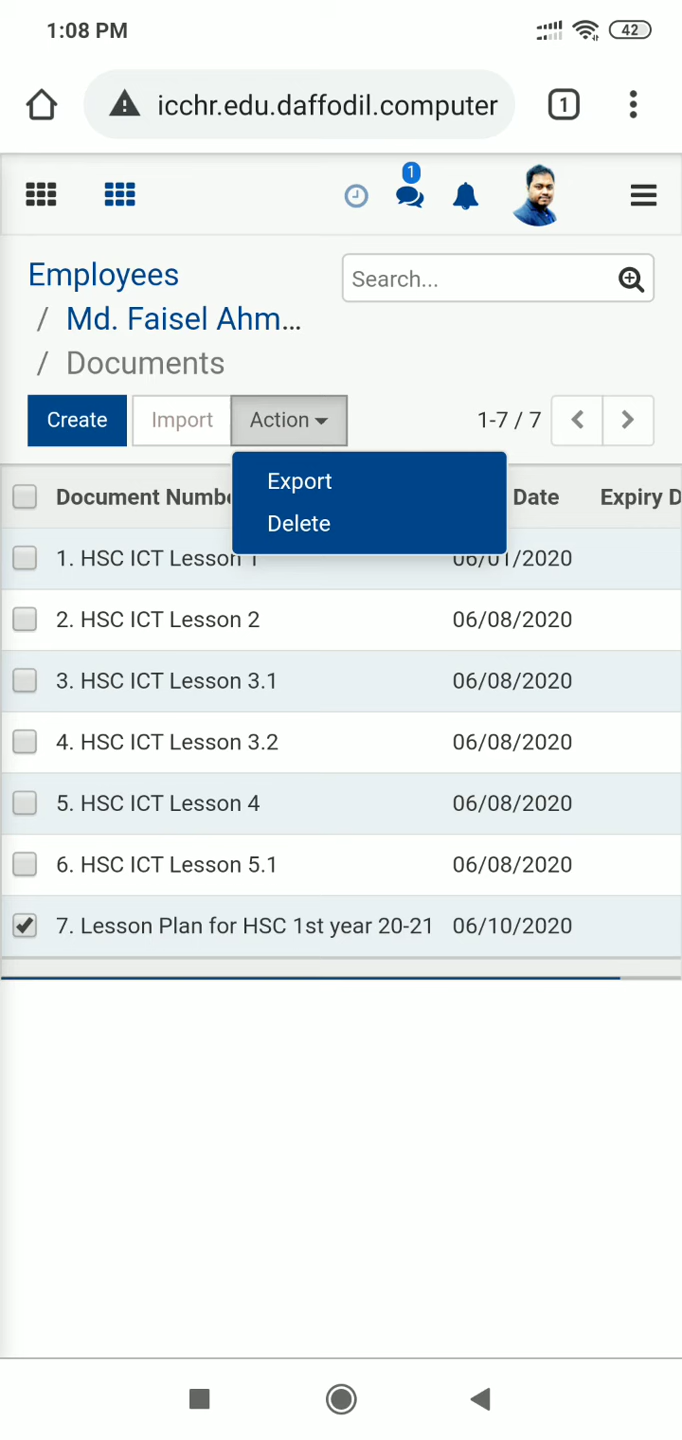 1:08 PM
42
icchr.edu.daffodil.computer
1
1
Employees
/ Md. Faisel Ahm...
/ Documents
Search...
Create Import Action 1-7 / 7
Export
Delete
Document Numbe Date Expiry D
1. HSC ICT Lesson 1 06/01/2020
2. HSC ICT Lesson 2 06/08/2020
3. HSC ICT Lesson 3.1 06/08/2020
4. HSC ICT Lesson 3.2 06/08/2020
5. HSC ICT Lesson 4 06/08/2020
6. HSC ICT Lesson 5.1 06/08/2020
7. Lesson Plan for HSC 1st year 20-21 06/10/2020